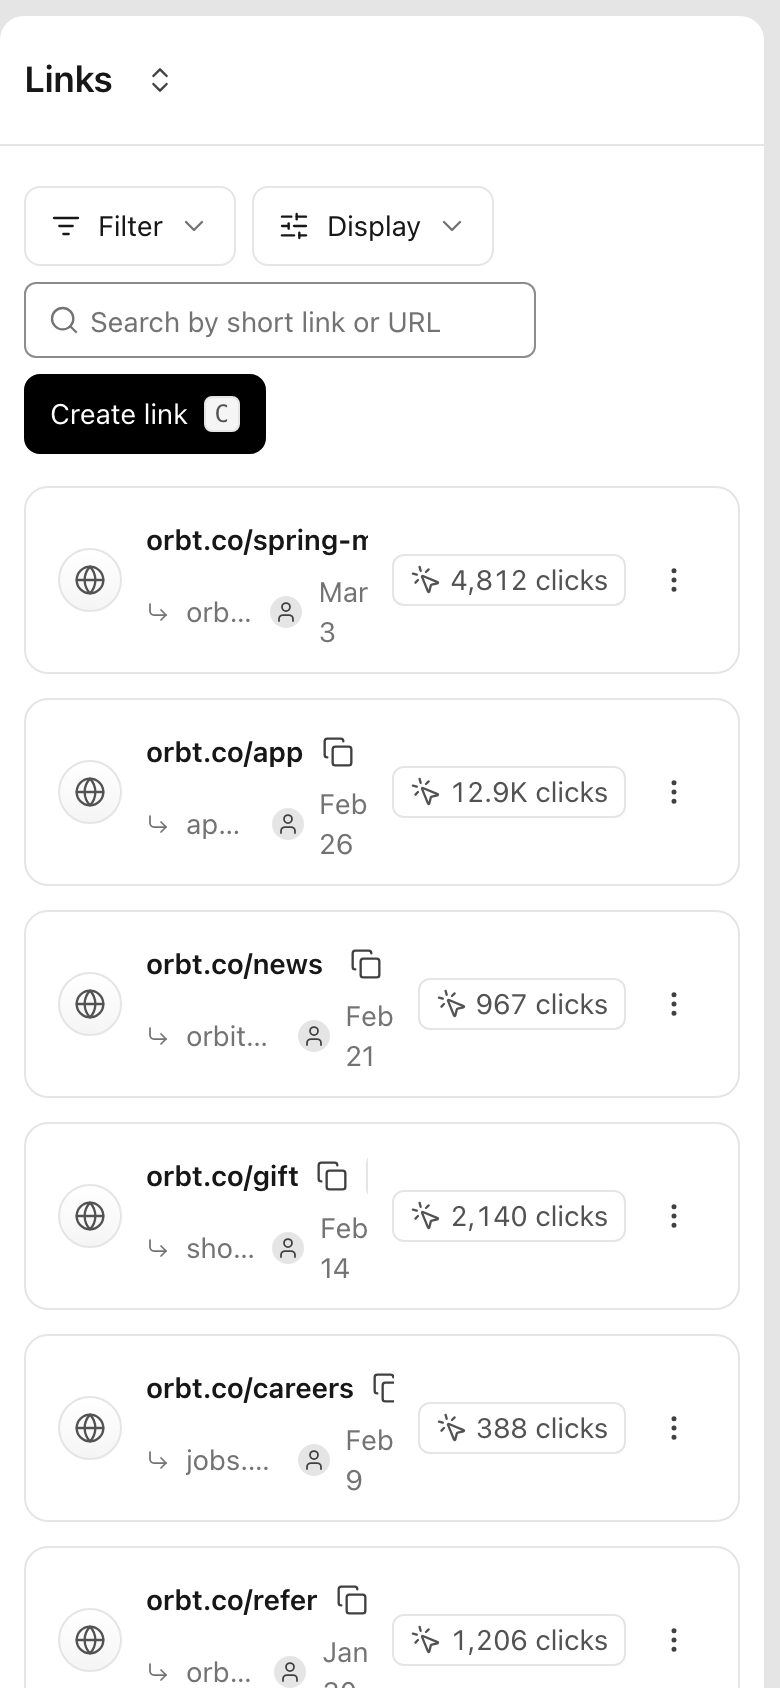 Links
Filter
Display
Search by short link or URL
Create link C
orbt.co/spring-m
4,812 clicks
orb...
Mar
3
orbt.co/app
12.9K clicks
ap...
Feb
26
orbt.co/news
967 clicks
orbit...
Feb
21
orbt.co/gift
2,140 clicks
sho...
Feb
14
orbt.co/careers
388 clicks
jobs....
Feb
9
orbt.co/refer
1,206 clicks
orb...
Jan